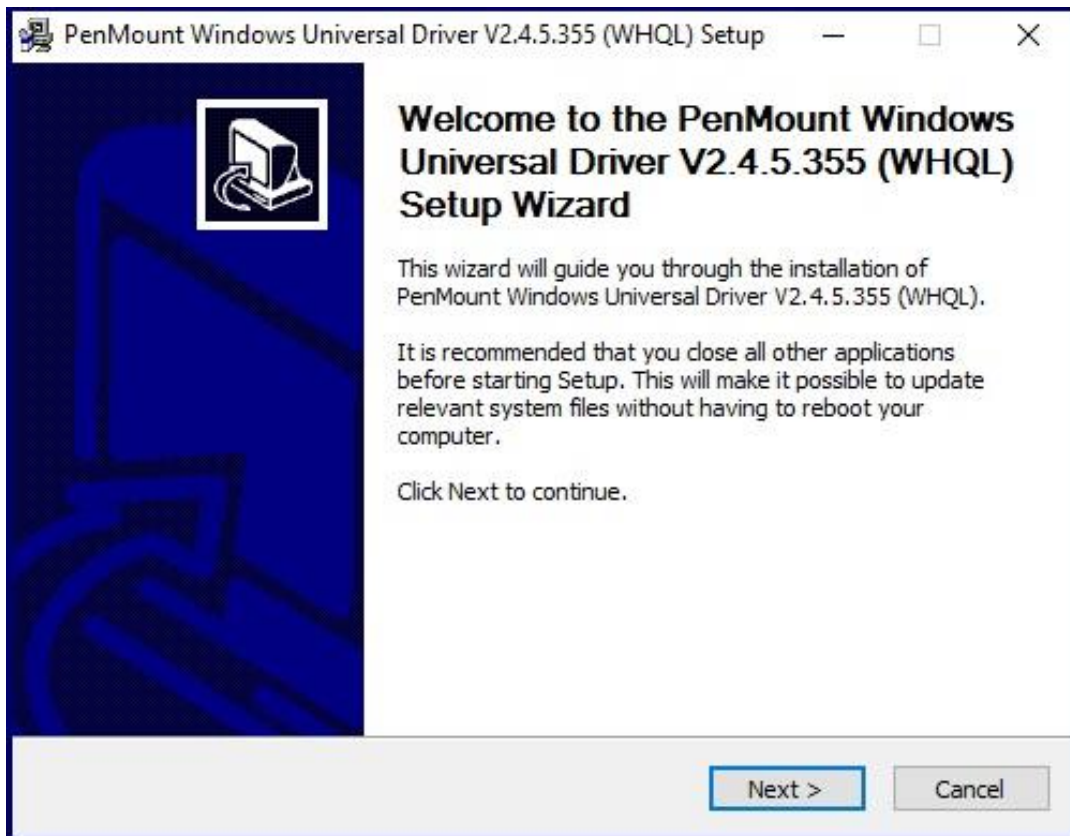 PenMount Windows Universal Driver V2.4.5.355 (WHQL) Setup
Welcome to the PenMount Windows
Universal Driver V2.4.5.355 (WHQL)
Setup Wizard
This wizard will guide you through the installation of
PenMount Windows Universal Driver V2.4.5.355 (WHQL).
It is recommended that you close all other applications
before starting Setup. This will make it possible to update
relevant system files without having to reboot your
computer.
Click Next to continue.
Next >
Cancel